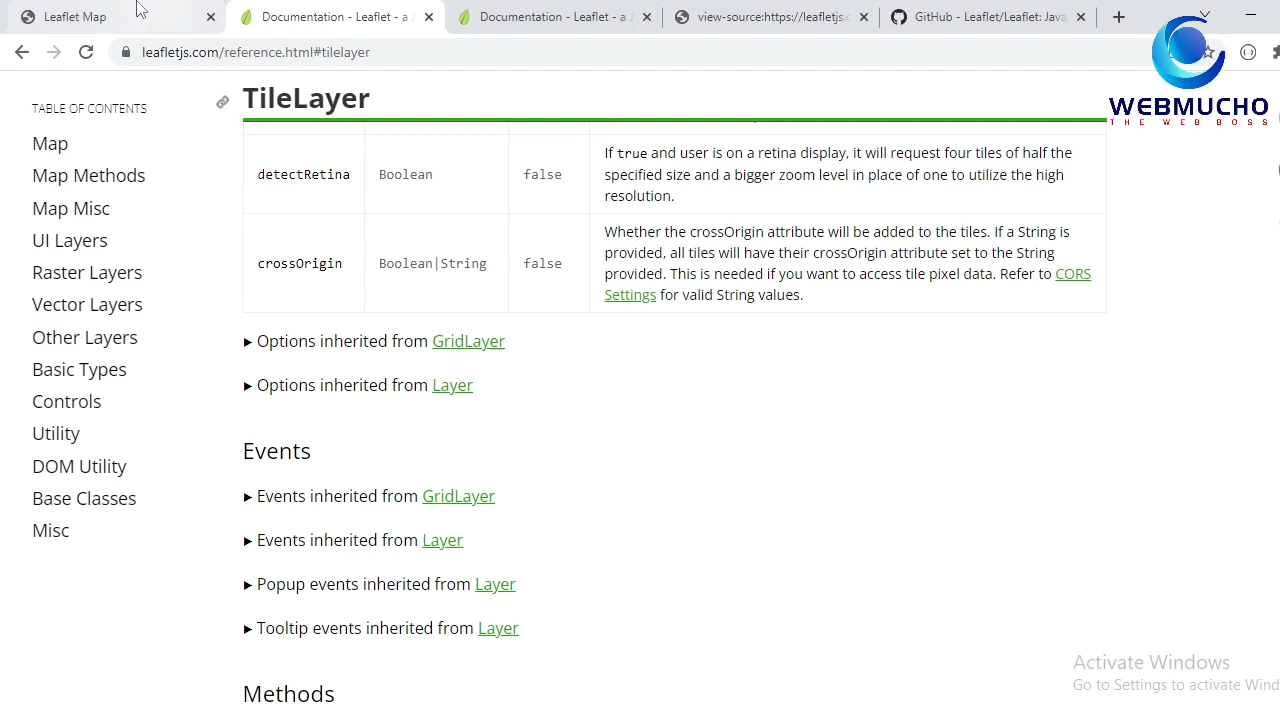 Leaflet Map
Documentation - Leaflet - a J
Documentation - Leaflet - a J
view-source:https://leafletjs.c
GitHub - Leaflet/Leaflet: Java
leafletjs.com/reference.html#tilelayer
WEBMUCHO
THE WEB BOSS
TABLE OF CONTENTS
Map
Map Methods
Map Misc
UI Layers
Raster Layers
Vector Layers
Other Layers
Basic Types
Controls
Utility
DOM Utility
Base Classes
Misc
TileLayer
detectRetina
Boolean
false
If true and user is on a retina display, it will request four tiles of half the
specified size and a bigger zoom level in place of one to utilize the high
resolution.
crossOrigin
Boolean|String
false
Whether the crossOrigin attribute will be added to the tiles. If a String is
provided, all tiles will have their crossOrigin attribute set to the String
provided. This is needed if you want to access tile pixel data. Refer to CORS
Settings for valid String values.
▶ Options inherited from GridLayer
▶ Options inherited from Layer
Events
▶ Events inherited from GridLayer
▶ Events inherited from Layer
▶ Popup events inherited from Layer
▶ Tooltip events inherited from Layer
Methods
Activate Windows
Go to Settings to activate Wind